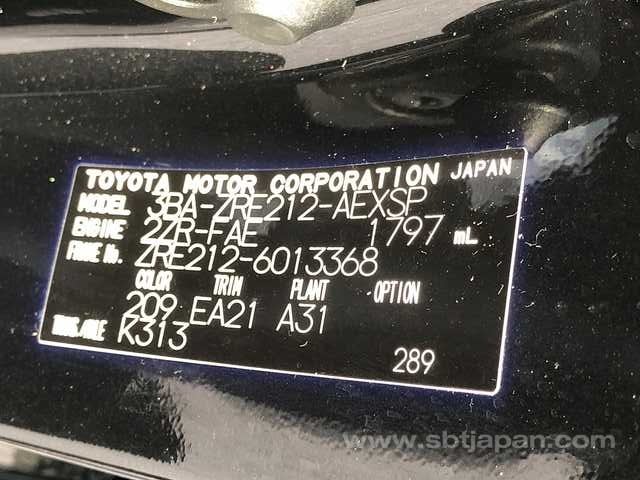 TOYOTA MOTOR CORPORATION JAPAN
MODEL 3BA-ZRE212-AEXSP
ENGINE 2ZR-FAE 1797 mL
FRAME No. ZRE212-6013368
COLOR TRIM PLANT OPTION
209 EA21 A31
TRANS.AXLE K313
289
www.sbtjapan.com